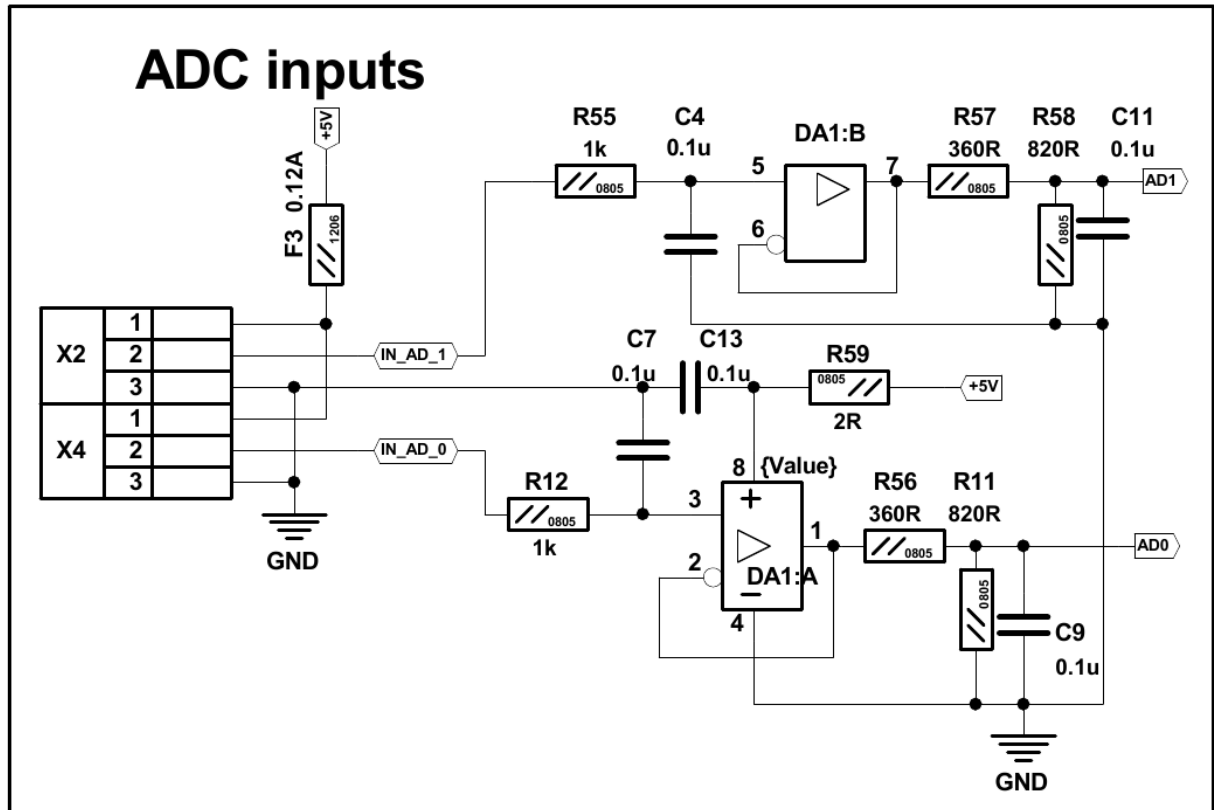 ADC inputs
+5V
F3 0.12A
1206
R55
1k
0805
C4
0.1u
DA1:B
5
6
7
R57
360R
0805
R58
820R
0805
C11
0.1u
AD1
X2
1
2
3
IN_AD_1
X4
1
2
3
IN_AD_0
GND
C7
0.1u
C13
0.1u
R59
0805
2R
+5V
R12
0805
1k
8
{Value}
3
2
1
4
+
−
DA1:A
R56
360R
0805
R11
820R
0805
AD0
C9
0.1u
GND